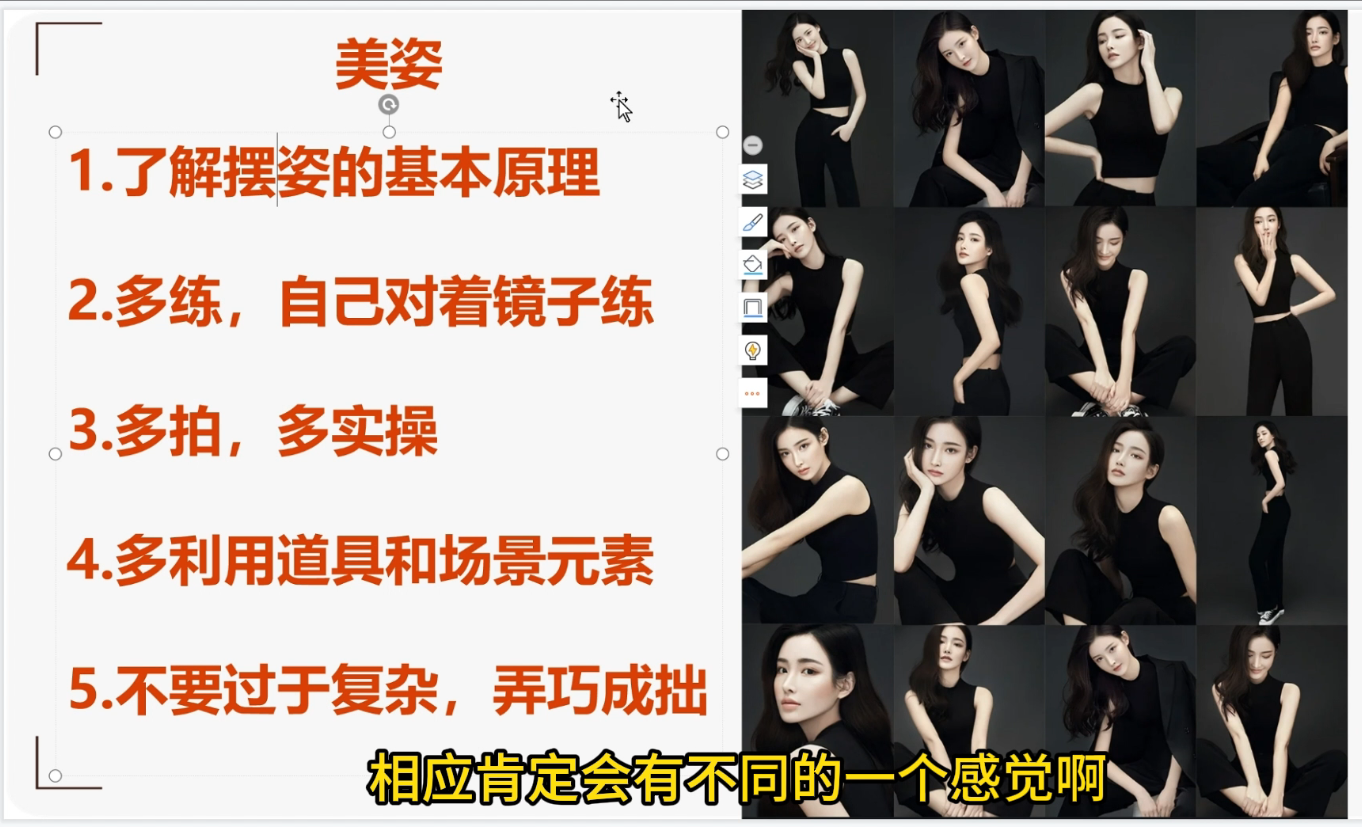 美姿
1.了解摆姿的基本原理
2.多练，自己对着镜子练
3.多拍，多实操
4.多利用道具和场景元素
5.不要过于复杂，弄巧成拙
相应肯定会有不同的一个感觉啊